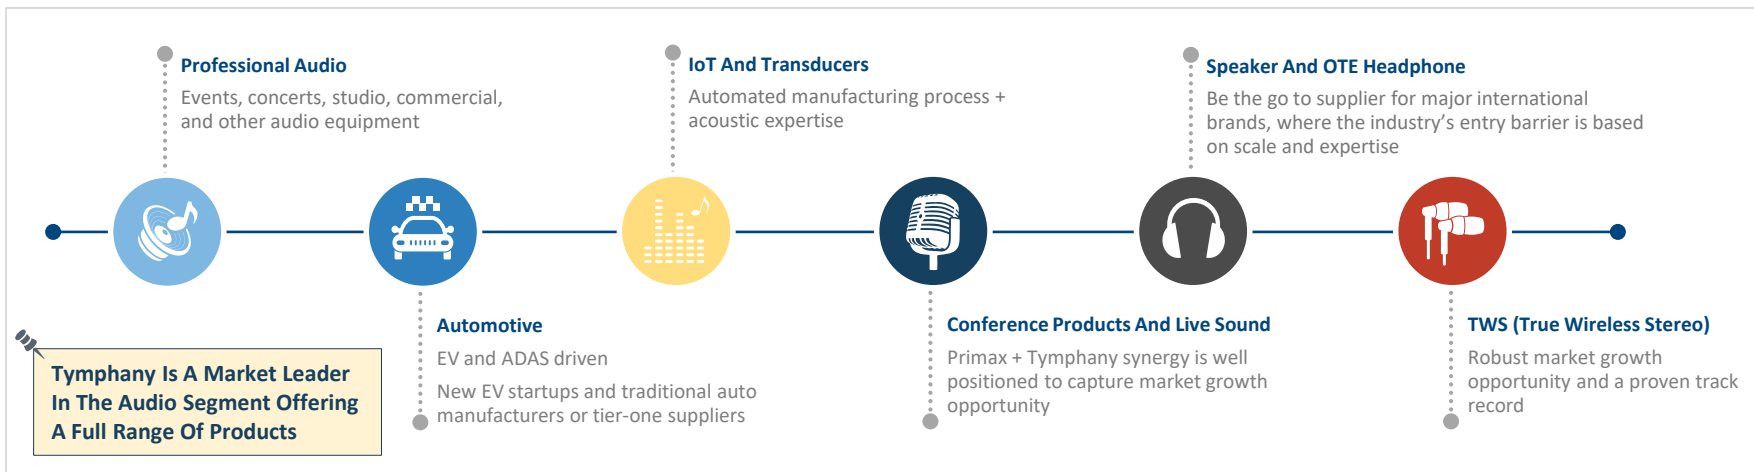 Professional Audio
Events, concerts, studio, commercial,
and other audio equipment
IoT And Transducers
Automated manufacturing process +
acoustic expertise
Speaker And OTE Headphone
Be the go to supplier for major international
brands, where the industry's entry barrier is based
on scale and expertise
Automotive
EV and ADAS driven
New EV startups and traditional auto
manufacturers or tier-one suppliers
Conference Products And Live Sound
Primax + Tymphany synergy is well
positioned to capture market growth
opportunity
TWS (True Wireless Stereo)
Robust market growth
opportunity and a proven track
record
Tymphany Is A Market Leader
In The Audio Segment Offering
A Full Range Of Products